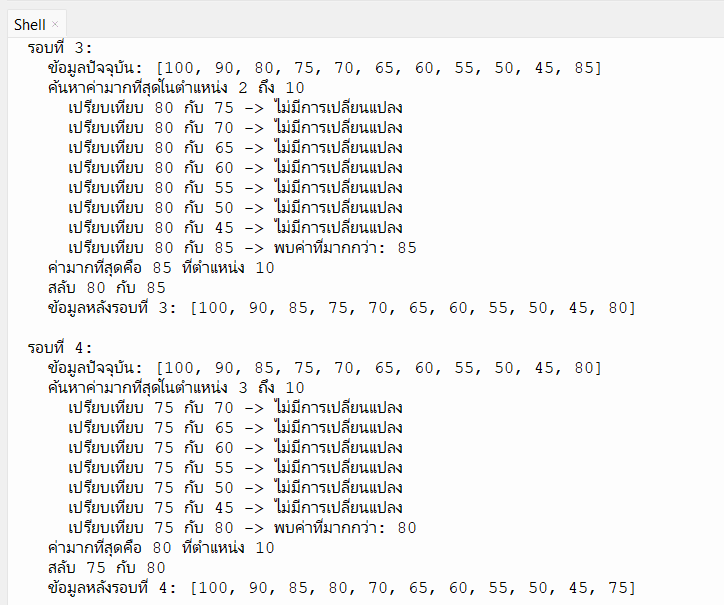 Shell ×
รอบที่ 3:
ข้อมูลปัจจุบัน: [100, 90, 80, 75, 70, 65, 60, 55, 50, 45, 85]
ค้นหาค่ามากที่สุดในตำแหน่ง 2 ถึง 10
เปรียบเทียบ 80 กับ 75 -> ไม่มีการเปลี่ยนแปลง
เปรียบเทียบ 80 กับ 70 -> ไม่มีการเปลี่ยนแปลง
เปรียบเทียบ 80 กับ 65 -> ไม่มีการเปลี่ยนแปลง
เปรียบเทียบ 80 กับ 60 -> ไม่มีการเปลี่ยนแปลง
เปรียบเทียบ 80 กับ 55 -> ไม่มีการเปลี่ยนแปลง
เปรียบเทียบ 80 กับ 50 -> ไม่มีการเปลี่ยนแปลง
เปรียบเทียบ 80 กับ 45 -> ไม่มีการเปลี่ยนแปลง
เปรียบเทียบ 80 กับ 85 -> พบค่าที่มากกว่า: 85
ค่ามากที่สุดคือ 85 ที่ตำแหน่ง 10
สลับ 80 กับ 85
ข้อมูลหลังรอบที่ 3: [100, 90, 85, 75, 70, 65, 60, 55, 50, 45, 80]
รอบที่ 4:
ข้อมูลปัจจุบัน: [100, 90, 85, 75, 70, 65, 60, 55, 50, 45, 80]
ค้นหาค่ามากที่สุดในตำแหน่ง 3 ถึง 10
เปรียบเทียบ 75 กับ 70 -> ไม่มีการเปลี่ยนแปลง
เปรียบเทียบ 75 กับ 65 -> ไม่มีการเปลี่ยนแปลง
เปรียบเทียบ 75 กับ 60 -> ไม่มีการเปลี่ยนแปลง
เปรียบเทียบ 75 กับ 55 -> ไม่มีการเปลี่ยนแปลง
เปรียบเทียบ 75 กับ 50 -> ไม่มีการเปลี่ยนแปลง
เปรียบเทียบ 75 กับ 45 -> ไม่มีการเปลี่ยนแปลง
เปรียบเทียบ 75 กับ 80 -> พบค่าที่มากกว่า: 80
ค่ามากที่สุดคือ 80 ที่ตำแหน่ง 10
สลับ 75 กับ 80
ข้อมูลหลังรอบที่ 4: [100, 90, 85, 80, 70, 65, 60, 55, 50, 45, 75]